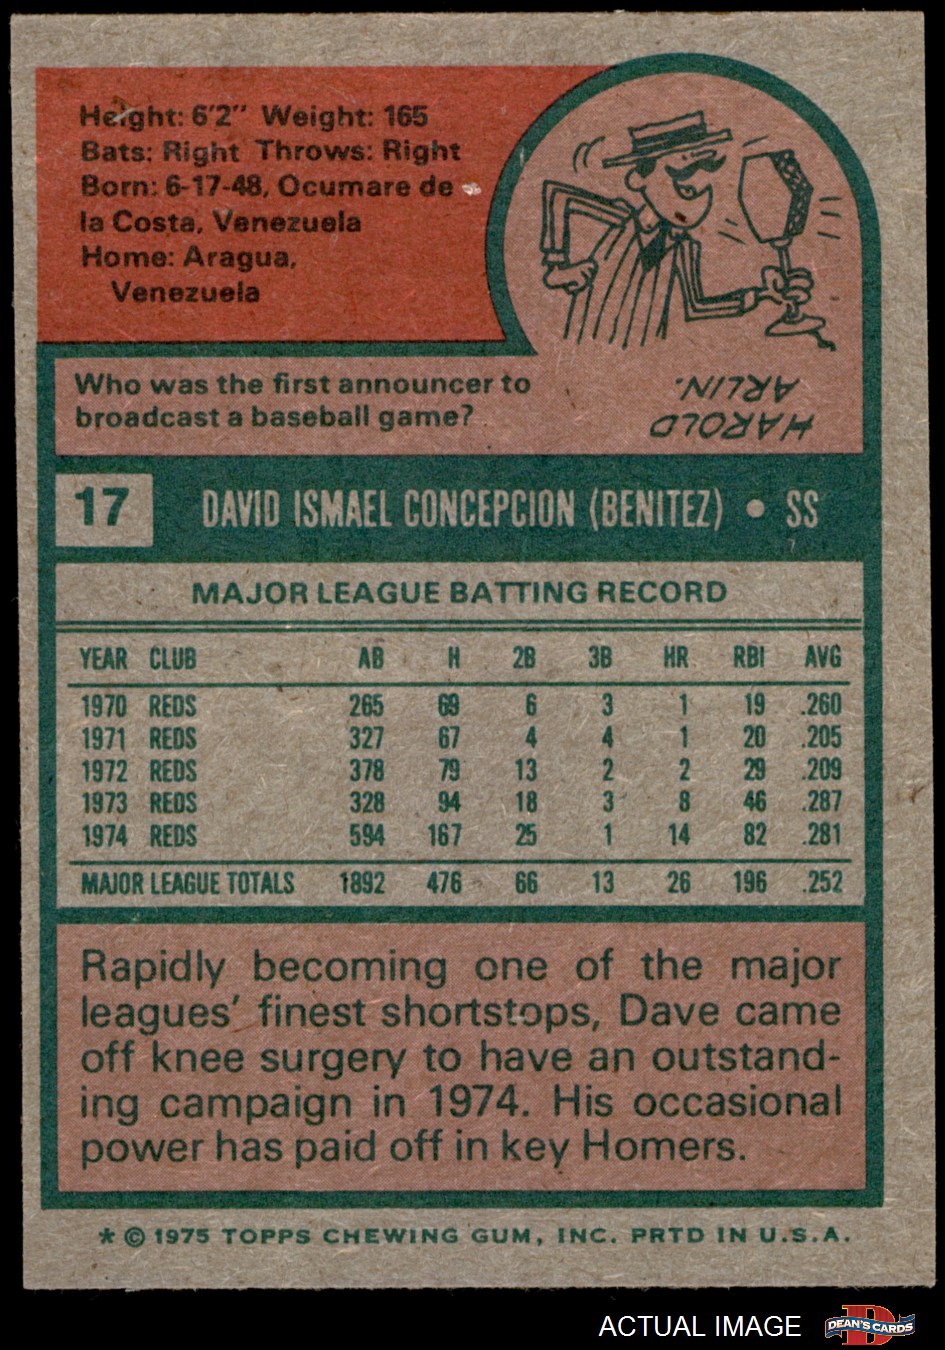 Height: 6'2" Weight: 165
Bats: Right Throws: Right
Born: 6-17-48, Ocumare de
la Costa, Venezuela
Home: Aragua,
Venezuela
Who was the first announcer to
broadcast a baseball game?
HAROLD
ARLIN.
17 DAVID ISMAEL CONCEPCION (BENITEZ) • SS
MAJOR LEAGUE BATTING RECORD
YEAR CLUB AB H 2B 3B HR RBI AVG
1970 REDS 265 69 6 3 1 19 .260
1971 REDS 327 67 4 4 1 20 .205
1972 REDS 378 79 13 2 2 29 .209
1973 REDS 328 94 18 3 8 46 .287
1974 REDS 594 167 25 1 14 82 .281
MAJOR LEAGUE TOTALS 1892 476 66 13 26 196 .252
Rapidly becoming one of the major
leagues' finest shortstops, Dave came
off knee surgery to have an outstand-
ing campaign in 1974. His occasional
power has paid off in key Homers.
* © 1975 TOPPS CHEWING GUM, INC. PRTD IN U.S.A.
ACTUAL IMAGE
D
DEAN'S CARDS